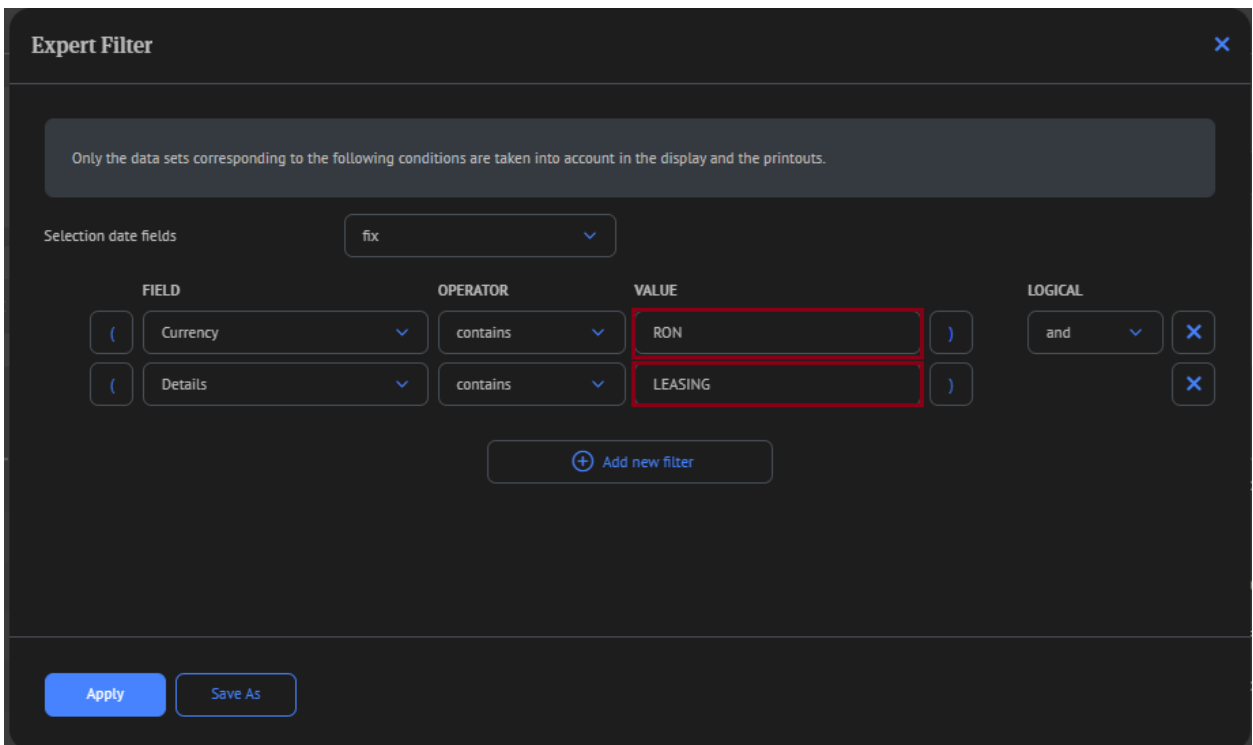 Expert Filter
Only the data sets corresponding to the following conditions are taken into account in the display and the printouts.
Selection date fields fix
FIELD OPERATOR VALUE LOGICAL
( Currency contains RON ) and
( Details contains LEASING )
Add new filter
Apply Save As